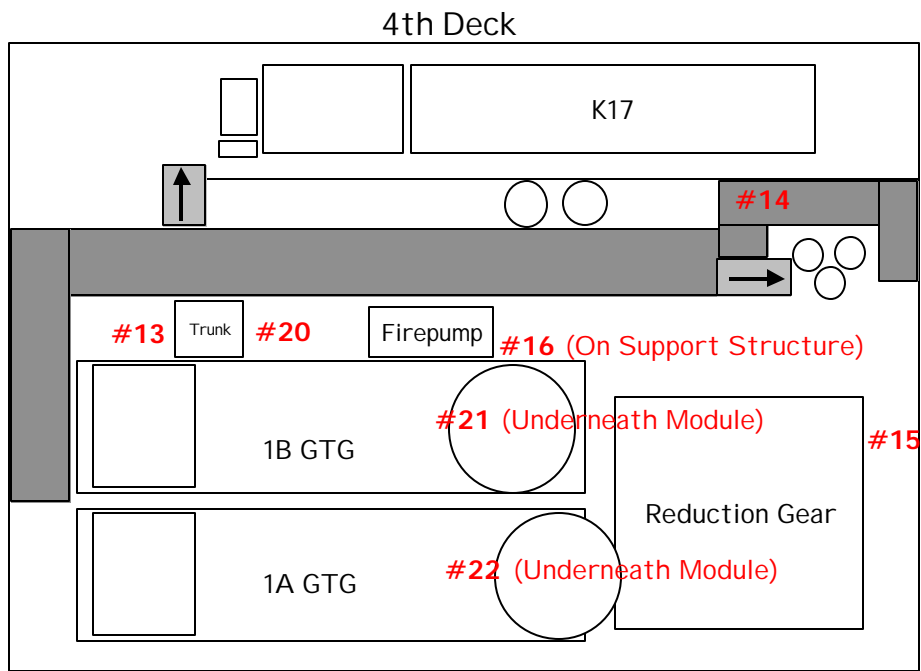 4th Deck
K17
#14
#13 Trunk #20 Firepump
#16 (On Support Structure)
#21 (Underneath Module)
#15
1B GTG
Reduction Gear
#22 (Underneath Module)
1A GTG